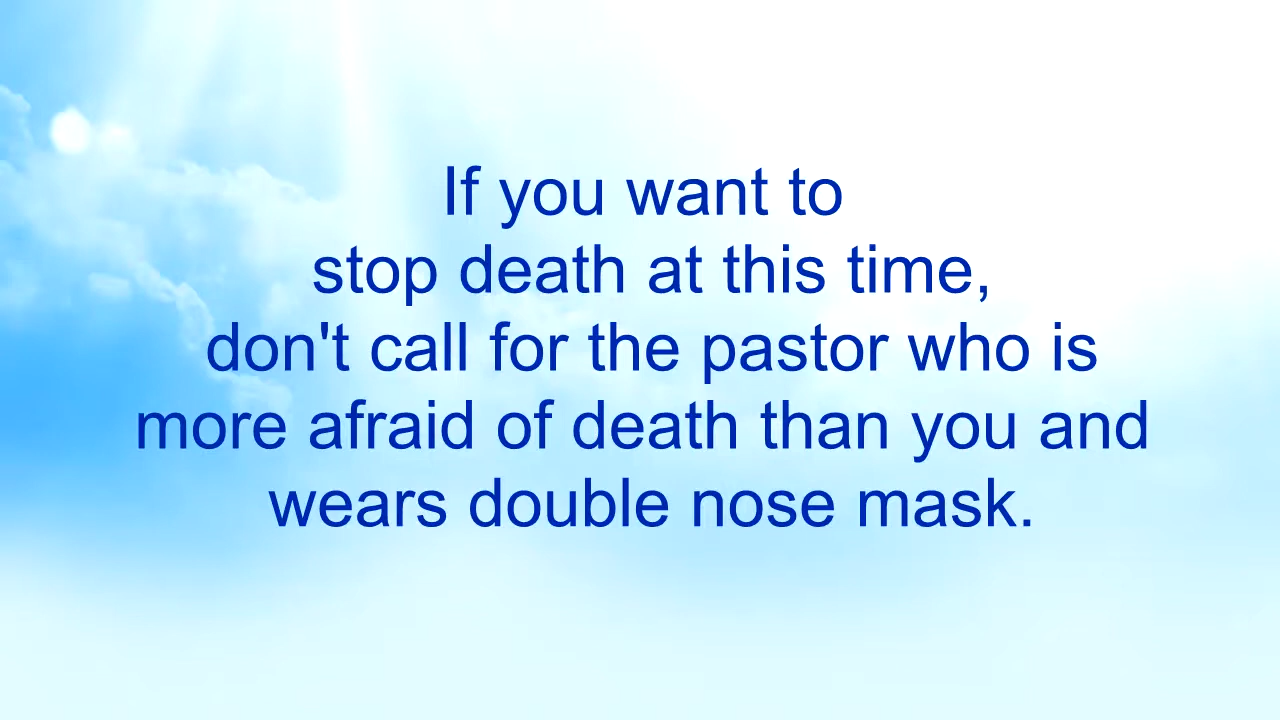 If you want to
stop death at this time,
don't call for the pastor who is
more afraid of death than you and
wears double nose mask.